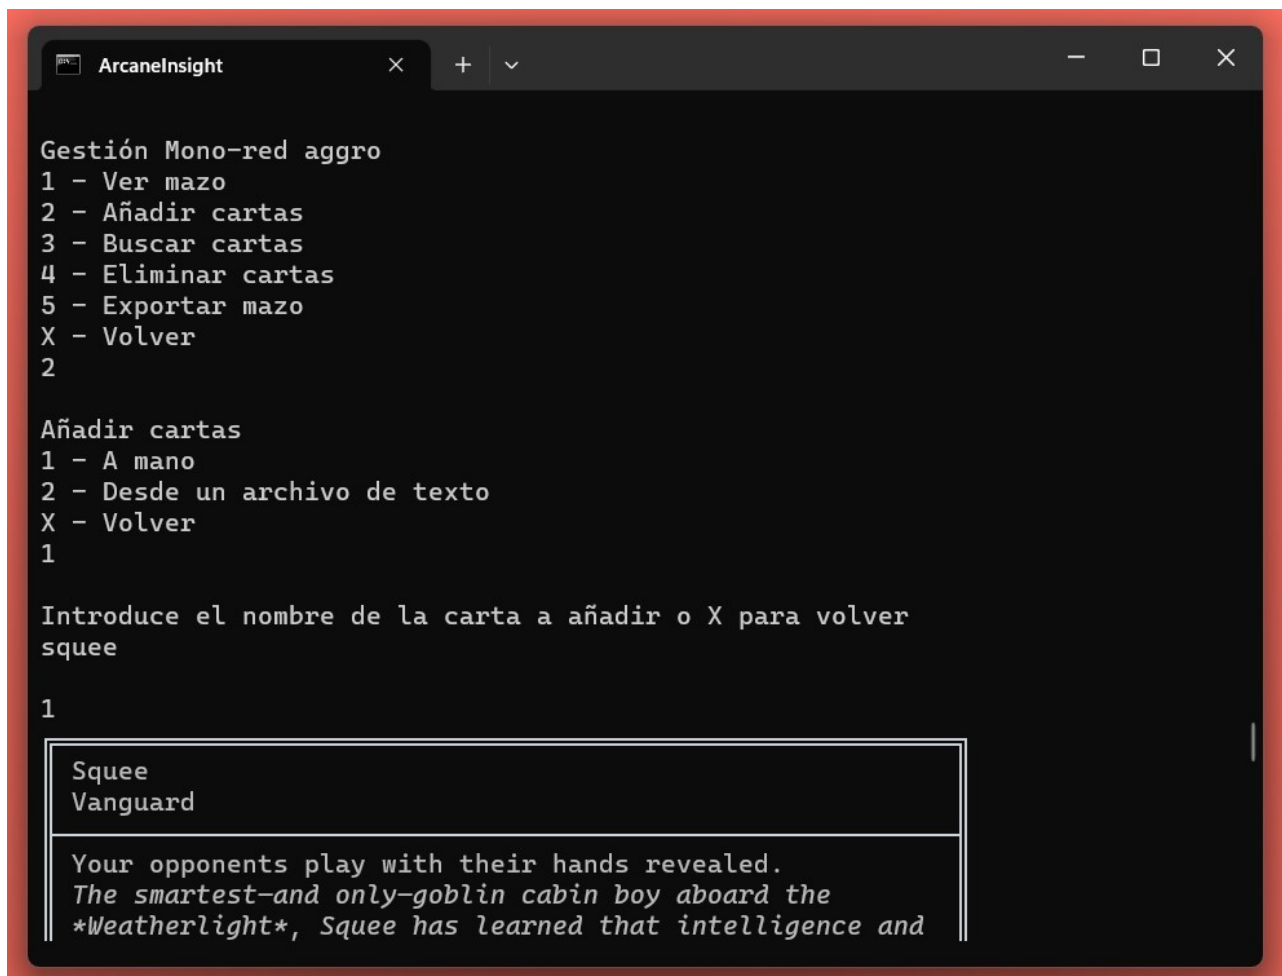 ArcaneInsight
Gestión Mono-red aggro
1 - Ver mazo
2 - Añadir cartas
3 - Buscar cartas
4 - Eliminar cartas
5 - Exportar mazo
X - Volver
2
Añadir cartas
1 - A mano
2 - Desde un archivo de texto
X - Volver
1
Introduce el nombre de la carta a añadir o X para volver
squee
1
Squee
Vanguard
Your opponents play with their hands revealed.
The smartest—and only—goblin cabin boy aboard the
*Weatherlight*, Squee has learned that intelligence and